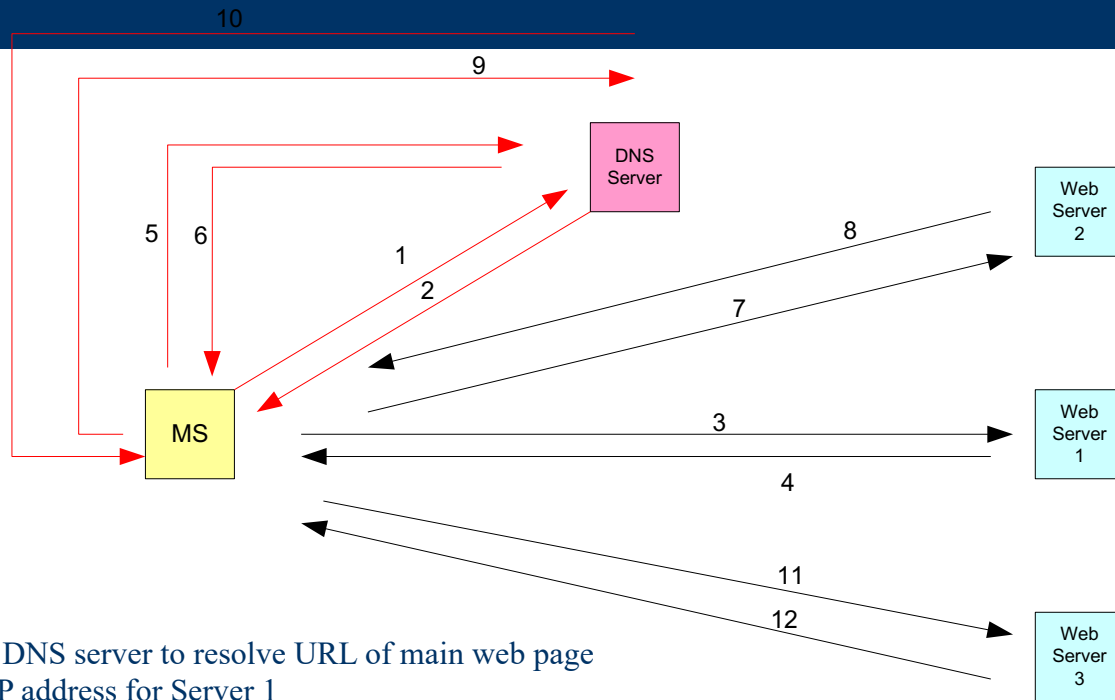 10
9
DNS
Server
Web
Server
2
5
6
8
1
2
7
MS
3
Web
Server
1
4
11
12
DNS server to resolve URL of main web page
Web
Server
3
address for Server 1